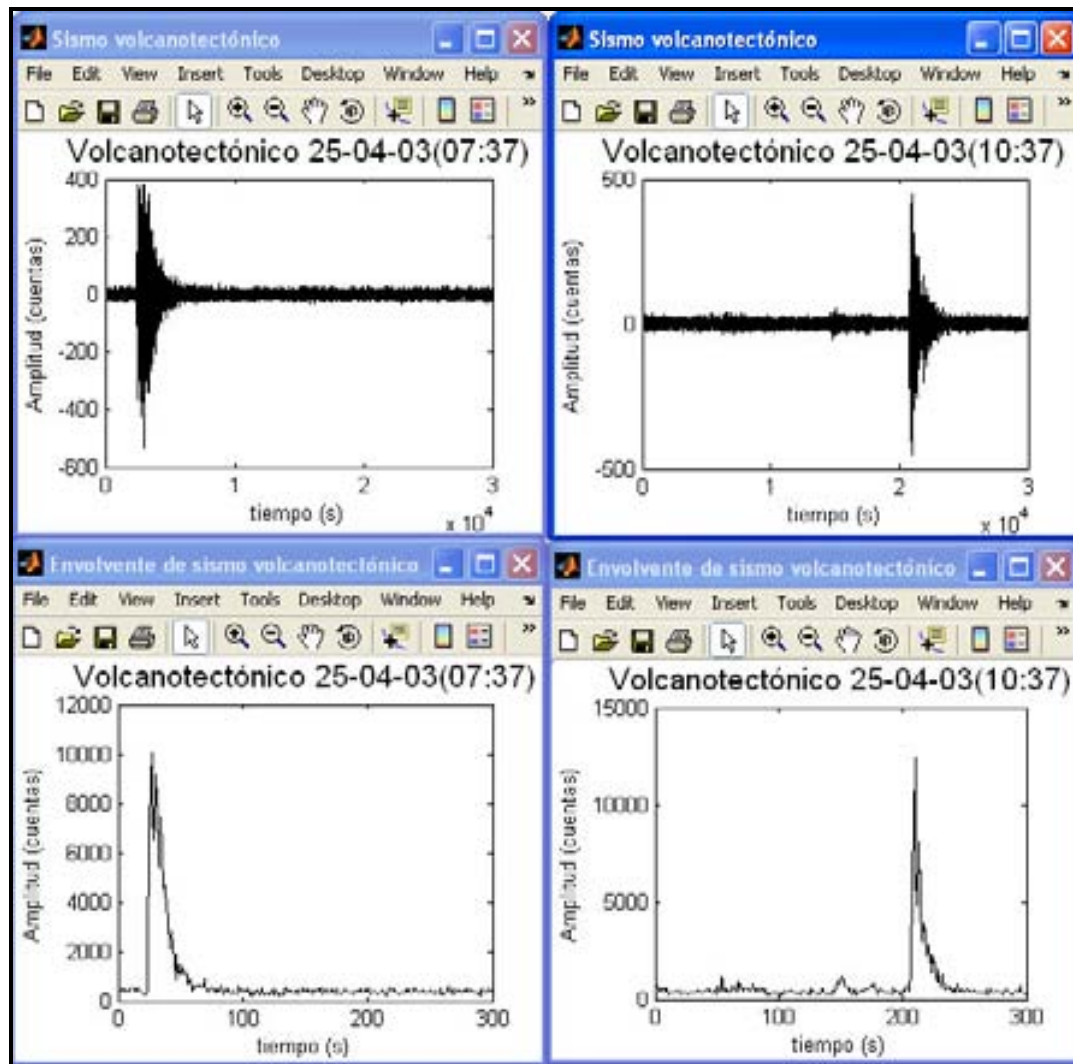 Sismo volcanotectónico
File Edit View Insert Tools Desktop Window Help
Volcanotectónico 25-04-03(07:37)
400
200
0
-200
-400
-600
Amplitud (cuentas)
0 1 2 3
tiempo (s)
x 10^4
Sismo volcanotectónico
File Edit View Insert Tools Desktop Window Help
Volcanotectónico 25-04-03(10:37)
500
0
-500
Amplitud (cuentas)
0 1 2 3
tiempo (s)
x 10^4
Envolvente de sismo volcanotectónico
File Edit View Insert Tools Desktop Window Help
Volcanotectónico 25-04-03(07:37)
12000
10000
8000
6000
4000
2000
0
Amplitud (cuentas)
0 100 200 300
tiempo (s)
Envolvente de sismo volcanotectónico
File Edit View Insert Tools Desktop Window Help
Volcanotectónico 25-04-03(10:37)
15000
10000
5000
0
Amplitud (cuentas)
0 100 200 300
tiempo (s)